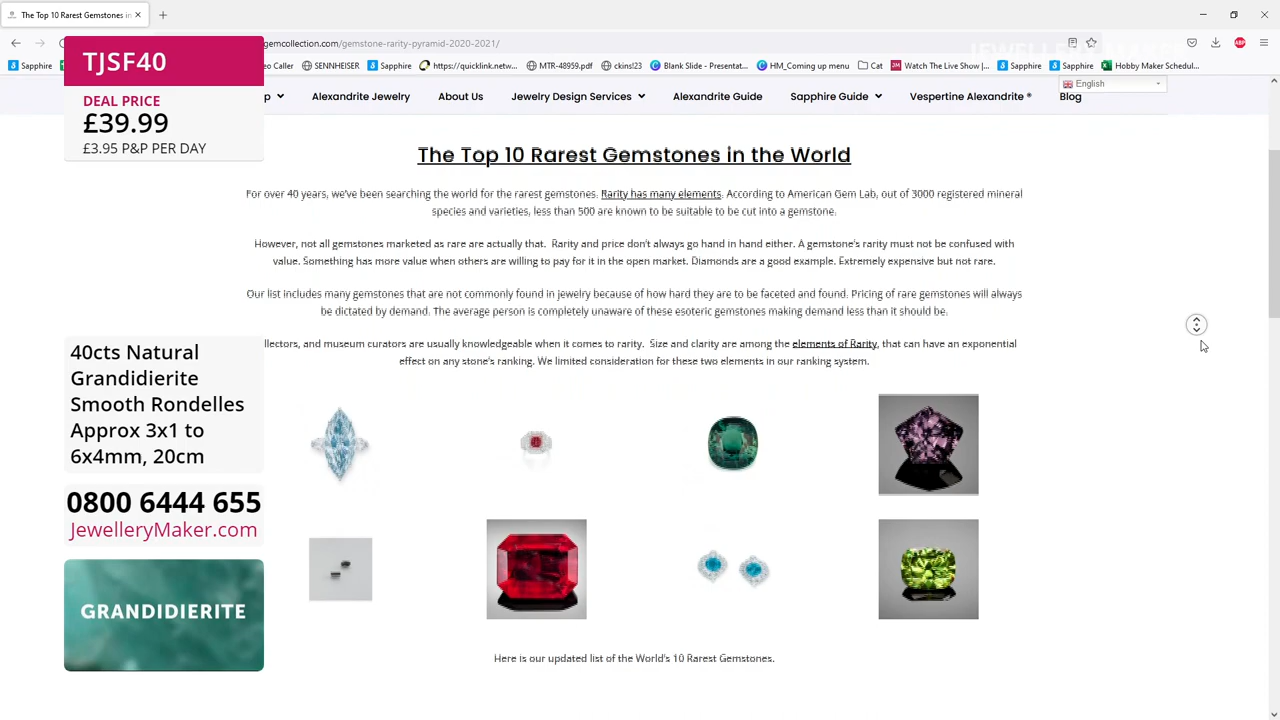 The Top 10 Rarest Gemstones in
gemcollection.com/gemstone-rarity-pyramid-2020-2021/
JEWELLERYMAKER
Sapphire Sapphire Caller SENNHEISER Sapphire https://quicklink.netw... MTR-48959.pdf ckins!23 Blank Slide - Presentat... HM_Coming up menu Cat Watch The Live Show |... Sapphire Sapphire Hobby Maker Schedul...
English
p Alexandrite Jewelry About Us Jewelry Design Services Alexandrite Guide Sapphire Guide Vespertine Alexandrite ® Blog
TJSF40
DEAL PRICE
£39.99
£3.95 P&P PER DAY
The Top 10 Rarest Gemstones in the World
For over 40 years, we've been searching the world for the rarest gemstones. Rarity has many elements. According to American Gem Lab, out of 3000 registered mineral
species and varieties, less than 500 are known to be suitable to be cut into a gemstone.
However, not all gemstones marketed as rare are actually that. Rarity and price don't always go hand in hand either. A gemstone's rarity must not be confused with
value. Something has more value when others are willing to pay for it in the open market. Diamonds are a good example. Extremely expensive but not rare.
Our list includes many gemstones that are not commonly found in jewelry because of how hard they are to be faceted and found. Pricing of rare gemstones will always
be dictated by demand. The average person is completely unaware of these esoteric gemstones making demand less than it should be.
llectors, and museum curators are usually knowledgeable when it comes to rarity. Size and clarity are among the elements of Rarity, that can have an exponential
effect on any stone's ranking. We limited consideration for these two elements in our ranking system.
40cts Natural
Grandidierite
Smooth Rondelles
Approx 3x1 to
6x4mm, 20cm
0800 6444 655
JewelleryMaker.com
GRANDIDIERITE
Here is our updated list of the World's 10 Rarest Gemstones.